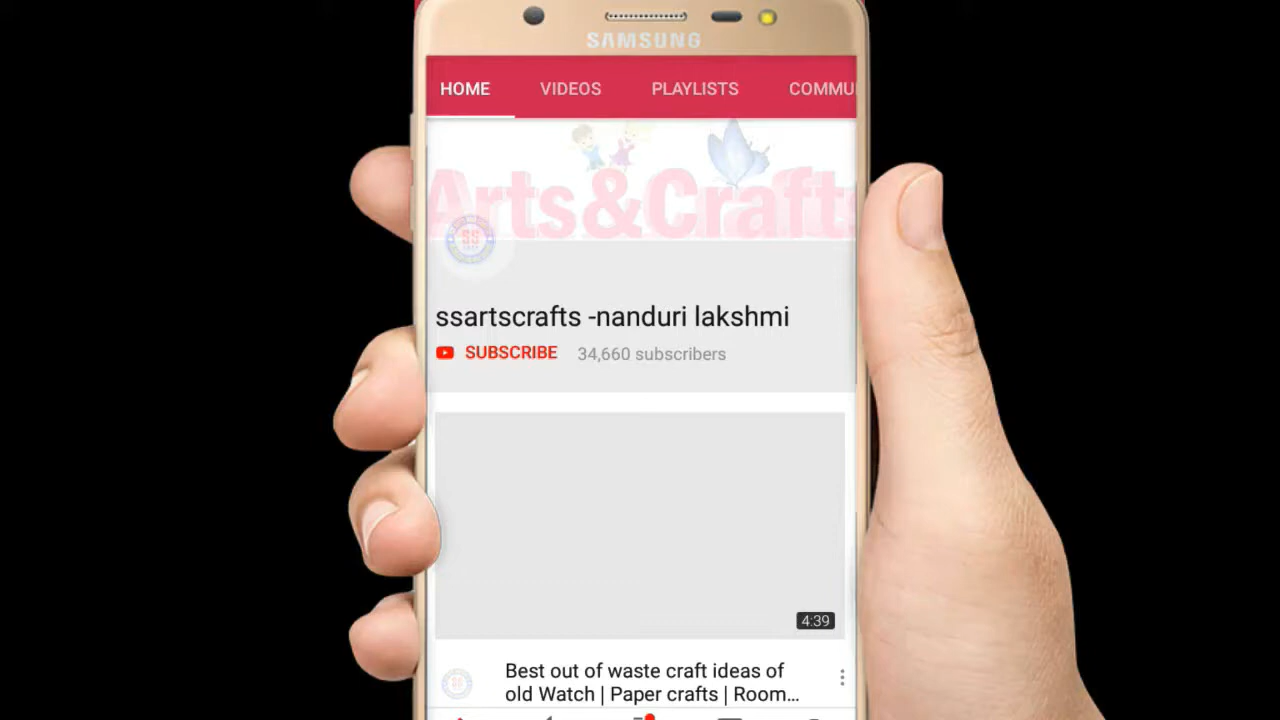 SAMSUNG
HOME VIDEOS PLAYLISTS COMMU
Arts&Crafts
SS
ssartscrafts -nanduri lakshmi
SUBSCRIBE 34,660 subscribers
4:39
Best out of waste craft ideas of
old Watch | Paper crafts | Room...